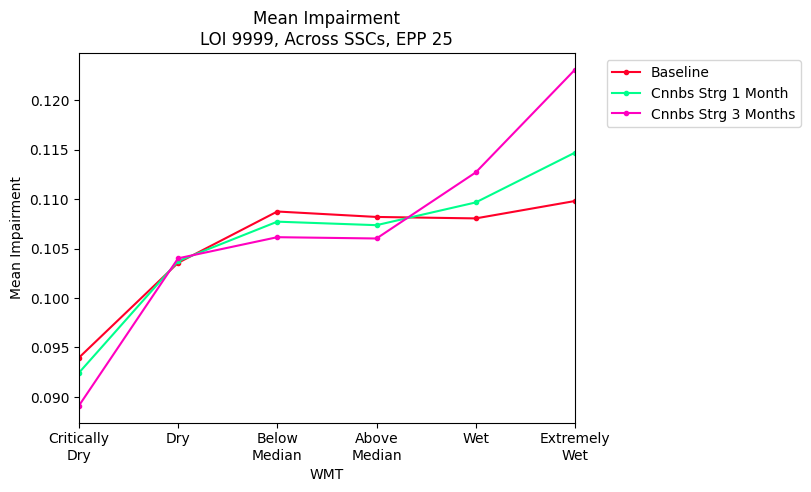 Mean Impairment
LOI 9999, Across SSCs, EPP 25
Baseline
Cnnbs Strg 1 Month
Cnnbs Strg 3 Months
Mean Impairment
0.120
0.115
0.110
0.105
0.100
0.095
0.090
Critically
Dry
Dry
Below
Median
Above
Median
Wet
Extremely
Wet
WMT